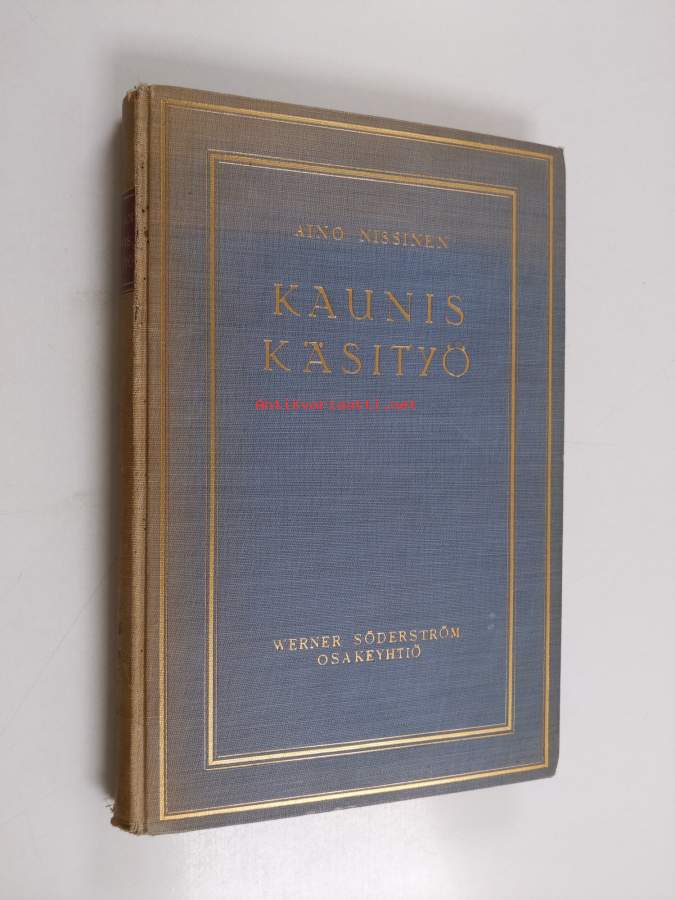 AINO NISSINEN
KAUNIS
KÄSITYÖ
Antikvariaatti.net
WERNER SÖDERSTRÖM
OSAKEYHTIÖ